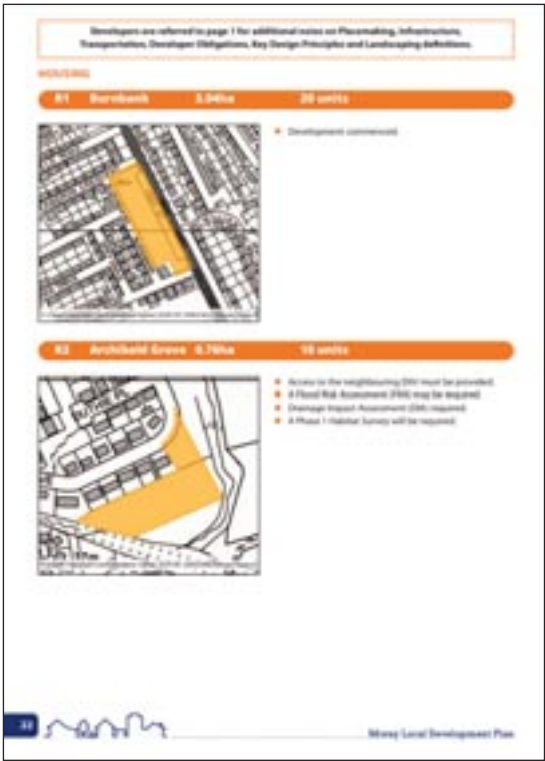 Developers are referred to page 1 for additional notes on Placemaking, Infrastructure,
Transportation, Developer Obligations, Key Design Principles and Landscaping definitions.
HOUSING
R1 Burnbank 20 units
Development commenced
R2 Archibald Grove 0.76ha 10 units
Access to the neighbouring ENV must be provided
A Flood Risk Assessment (FRA) may be required
Drainage Impact Assessment (DIA) required
A Phase 1 Habitat Survey will be required
Moray Local Development Plan